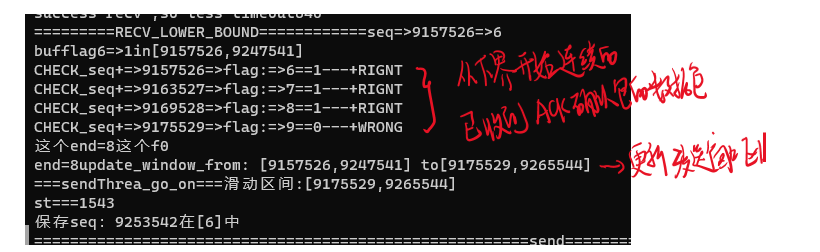 success recv ,so less timeout040
=========RECV_LOWER_BOUND============seq=>9157526=>6
bufflag6=>1in[9157526,9247541]
CHECK_seq+=>9157526=>flag:=>6==1---+RIGNT
CHECK_seq+=>9163527=>flag:=>7==1---+RIGNT
CHECK_seq+=>9169528=>flag:=>8==1---+RIGNT
CHECK_seq+=>9175529=>flag:=>9==0---+WRONG
从下界开始连续的
已收到ACK确认包的数据包
这个end=8这个f0
end=8update_window_from: [9157526,9247541] to[9175529,9265544]
→更新发送窗口
===sendThrea_go_on===滑动区间:[9175529,9265544]
st===1543
保存seq: 9253542在[6]中
=======================================================send========